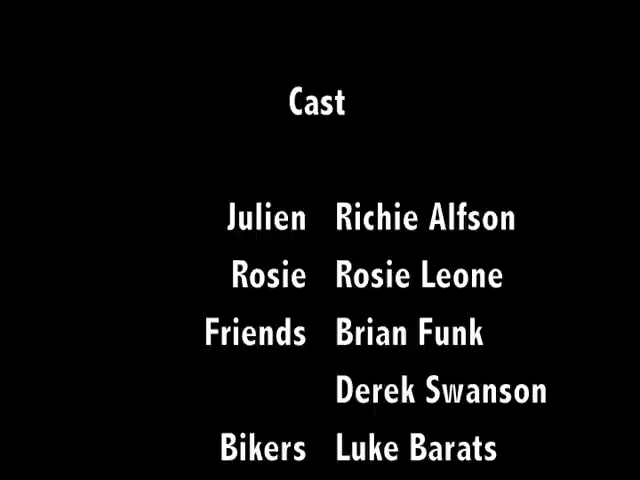 Cast
Julien Richie Alfson
Rosie Rosie Leone
Friends Brian Funk
Derek Swanson
Bikers Luke Barats